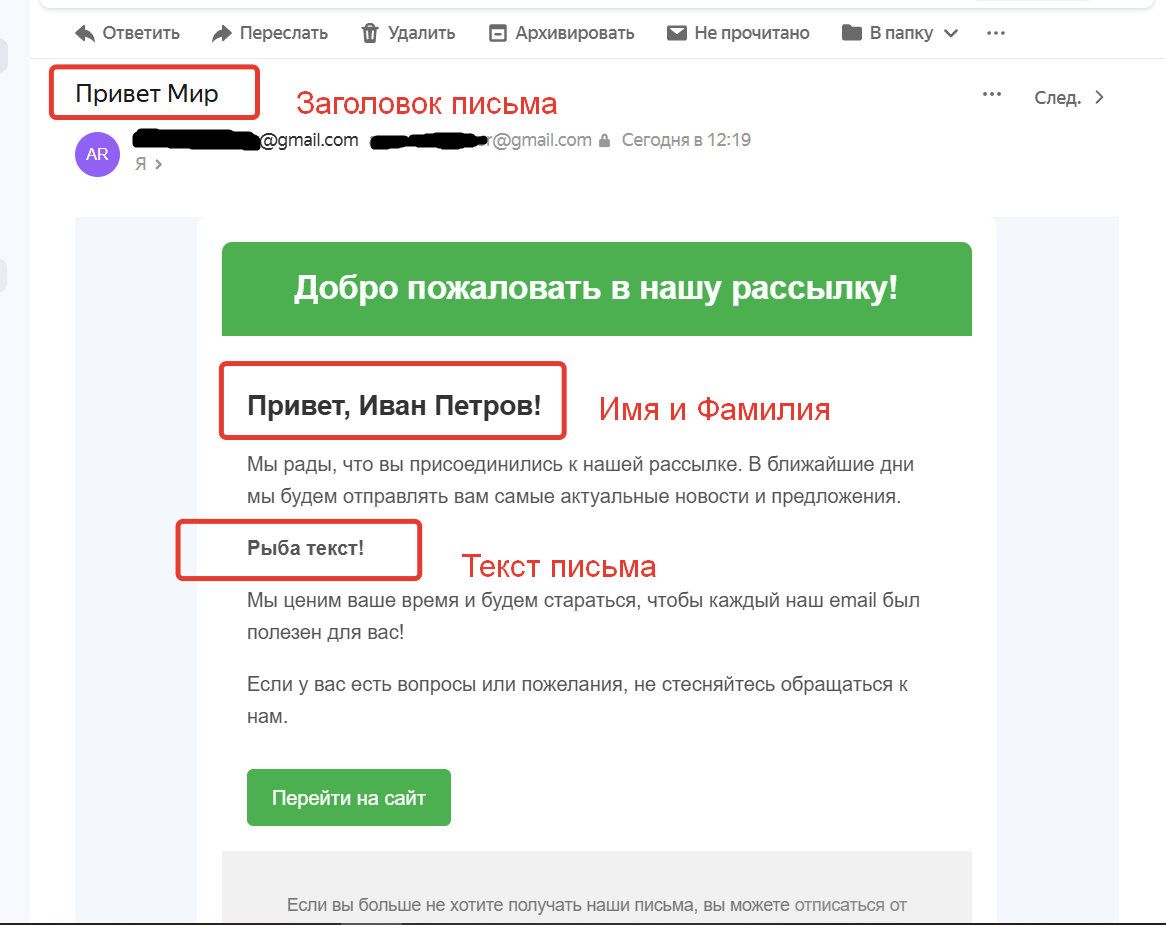 Ответить Переслать Удалить Архивировать Не прочитано В папку
Привет Мир
Заголовок письма
След.
AR
@gmail.com r@gmail.com Сегодня в 12:19
Я
Добро пожаловать в нашу рассылку!
Привет, Иван Петров!
Имя и Фамилия
Мы рады, что вы присоединились к нашей рассылке. В ближайшие дни
мы будем отправлять вам самые актуальные новости и предложения.
Рыба текст!
Текст письма
Мы ценим ваше время и будем стараться, чтобы каждый наш email был
полезен для вас!
Если у вас есть вопросы или пожелания, не стесняйтесь обращаться к
нам.
Перейти на сайт
Если вы больше не хотите получать наши письма, вы можете отписаться от